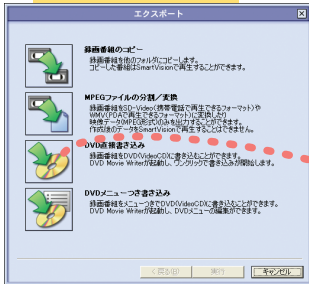 エクスポート
録画番組のコピー
録画番組を他のフォルダにコピーします。
コピーした番組はSmartVisionで再生することができます。
MPEGファイルの分割／変換
録画番組をSD-Video(携帯電話で再生できるフォーマット)や
WMV(PDAで再生できるフォーマット)に変換したり
映像データ(MPEG形式)のみを出力することができます。
作成後のデータをSmartVisionで再生することはできません。
DVD直接書き込み
録画番組をDVD(VideoCD)に書き込むことができます。
DVD Movie Writerが起動し、ワンクリックで書き込みが開始します。
DVDメニューつき書き込み
録画番組をメニューつきでDVD(VideoCD)に書き込むことができます。
DVD Movie Writerが起動し、DVDメニューの編集ができます。
< 戻る(B)
実行
キャンセル